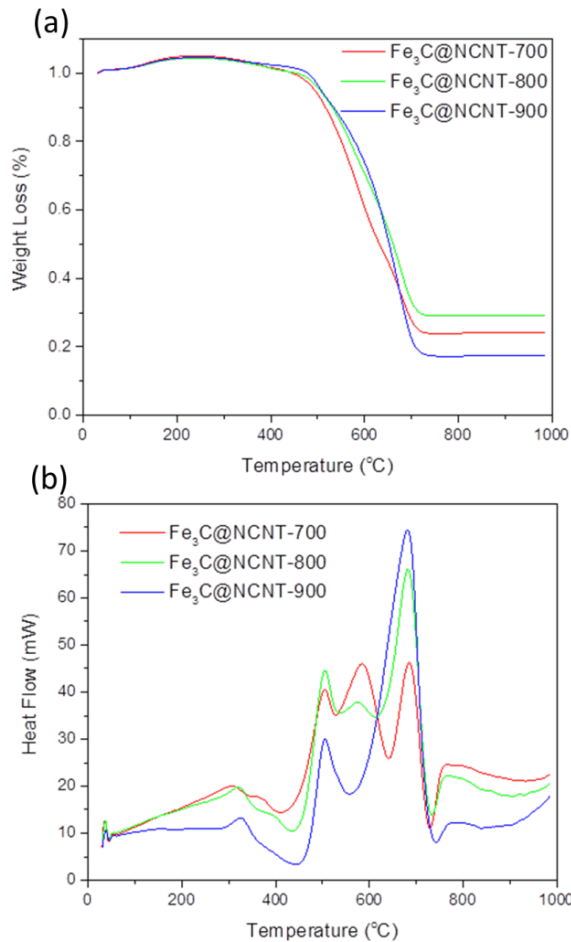 (a)
Fe₃C@NCNT-700
Fe₃C@NCNT-800
Fe₃C@NCNT-900
Weight Loss (%)
1.0
0.8
0.6
0.4
0.2
0.0
0 200 400 600 800 1000
Temperature (°C)
(b)
Fe₃C@NCNT-700
Fe₃C@NCNT-800
Fe₃C@NCNT-900
Heat Flow (mW)
80
70
60
50
40
30
20
10
0
0 200 400 600 800 1000
Temperature (°C)